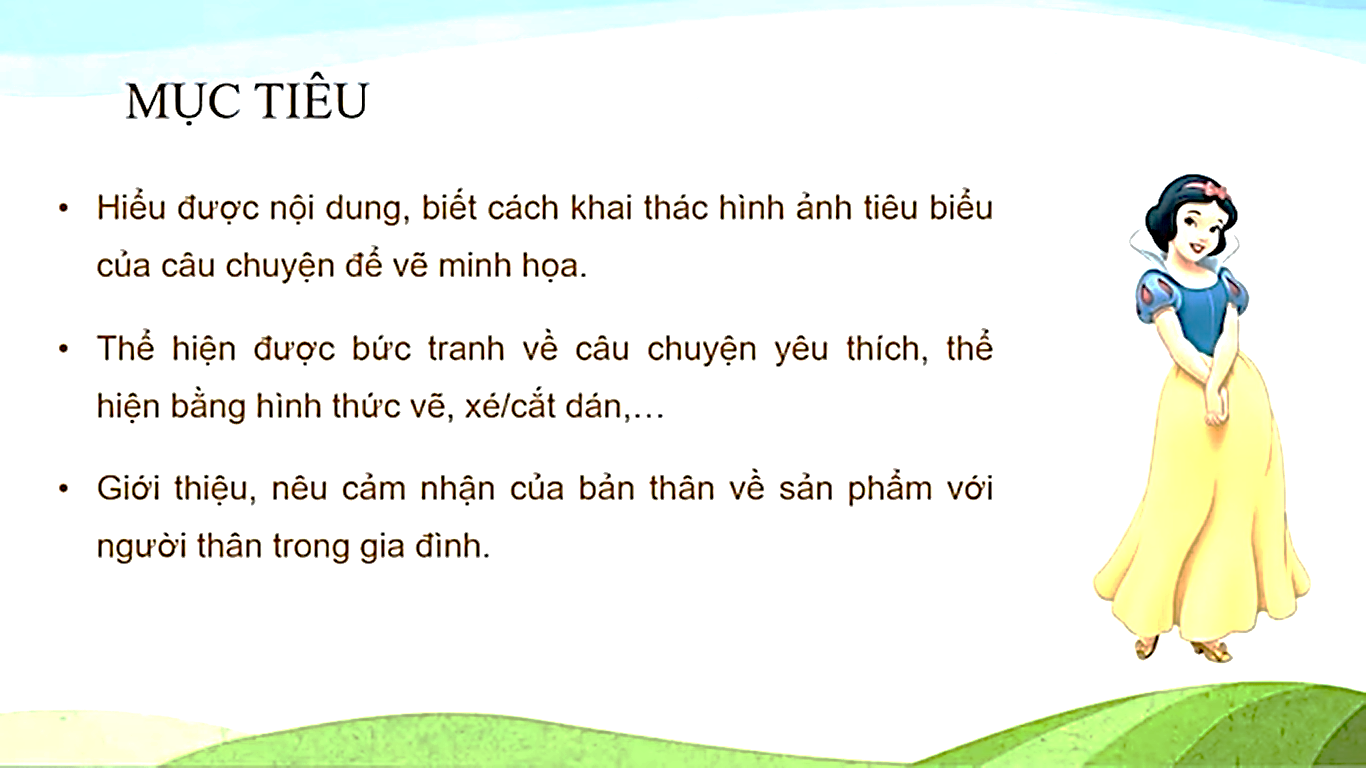 MỤC TIÊU
• Hiểu được nội dung, biết cách khai thác hình ảnh tiêu biểu
của câu chuyện để vẽ minh họa.
• Thể hiện được bức tranh về câu chuyện yêu thích, thể
hiện bằng hình thức vẽ, xé/cắt dán,…
• Giới thiệu, nêu cảm nhận của bản thân về sản phẩm với
người thân trong gia đình.